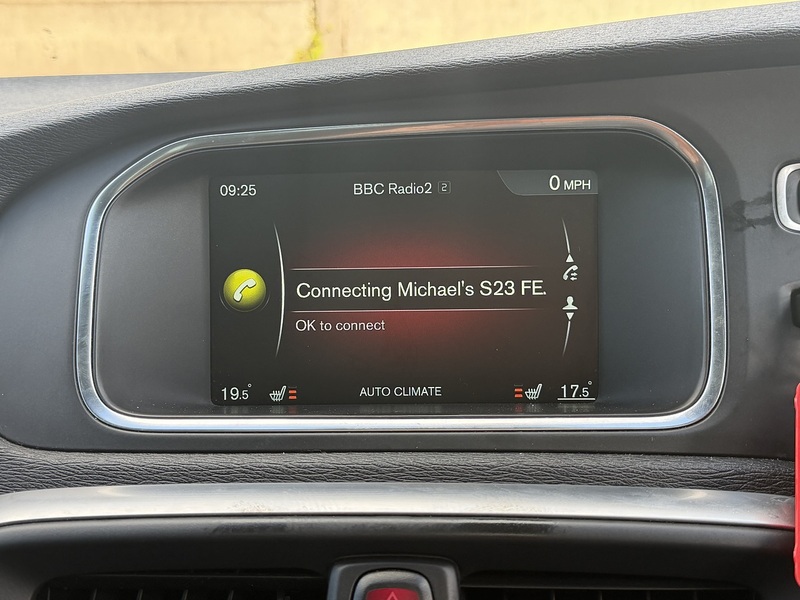 09:25 BBC Radio2 2 0 MPH
Connecting Michael's S23 FE.
OK to connect
19.5° AUTO CLIMATE 17.5°